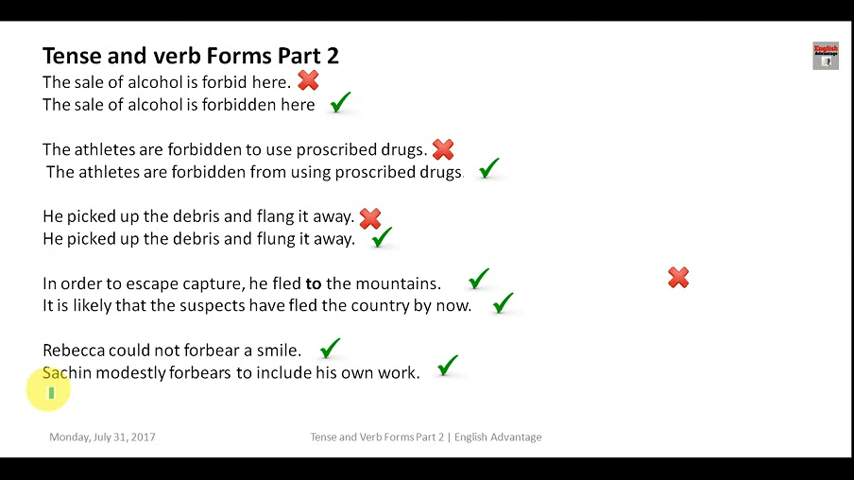 Tense and verb Forms Part 2
English
Advantage
The sale of alcohol is forbid here.
The sale of alcohol is forbidden here
The athletes are forbidden to use proscribed drugs.
The athletes are forbidden from using proscribed drugs.
He picked up the debris and flang it away.
He picked up the debris and flung it away.
In order to escape capture, he fled to the mountains.
It is likely that the suspects have fled the country by now.
Rebecca could not forbear a smile.
Sachin modestly forbears to include his own work.
Monday, July 31, 2017
Tense and Verb Forms Part 2 | English Advantage